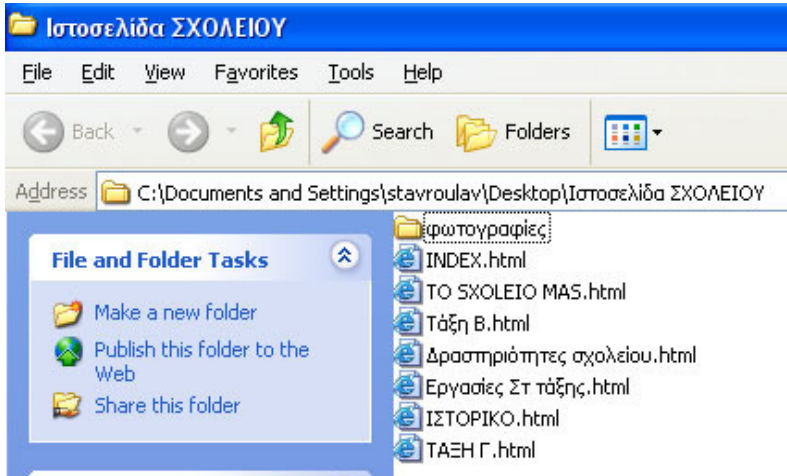 Ιστοσελίδα ΣΧΟΛΕΙΟΥ
File Edit View Favorites Tools Help
Back Search Folders
Address C:\Documents and Settings\stavroulav\Desktop\Ιστοσελίδα ΣΧΟΛΕΙΟΥ
File and Folder Tasks
Make a new folder
Publish this folder to the
Web
Share this folder
φωτογραφίες
INDEX.html
TO SXOLEIO MAS.html
Τάξη Β.html
Δραστηριότητες σχολείου.html
Εργασίες Στ τάξης.html
ΙΣΤΟΡΙΚΟ.html
ΤΑΞΗ Γ.html